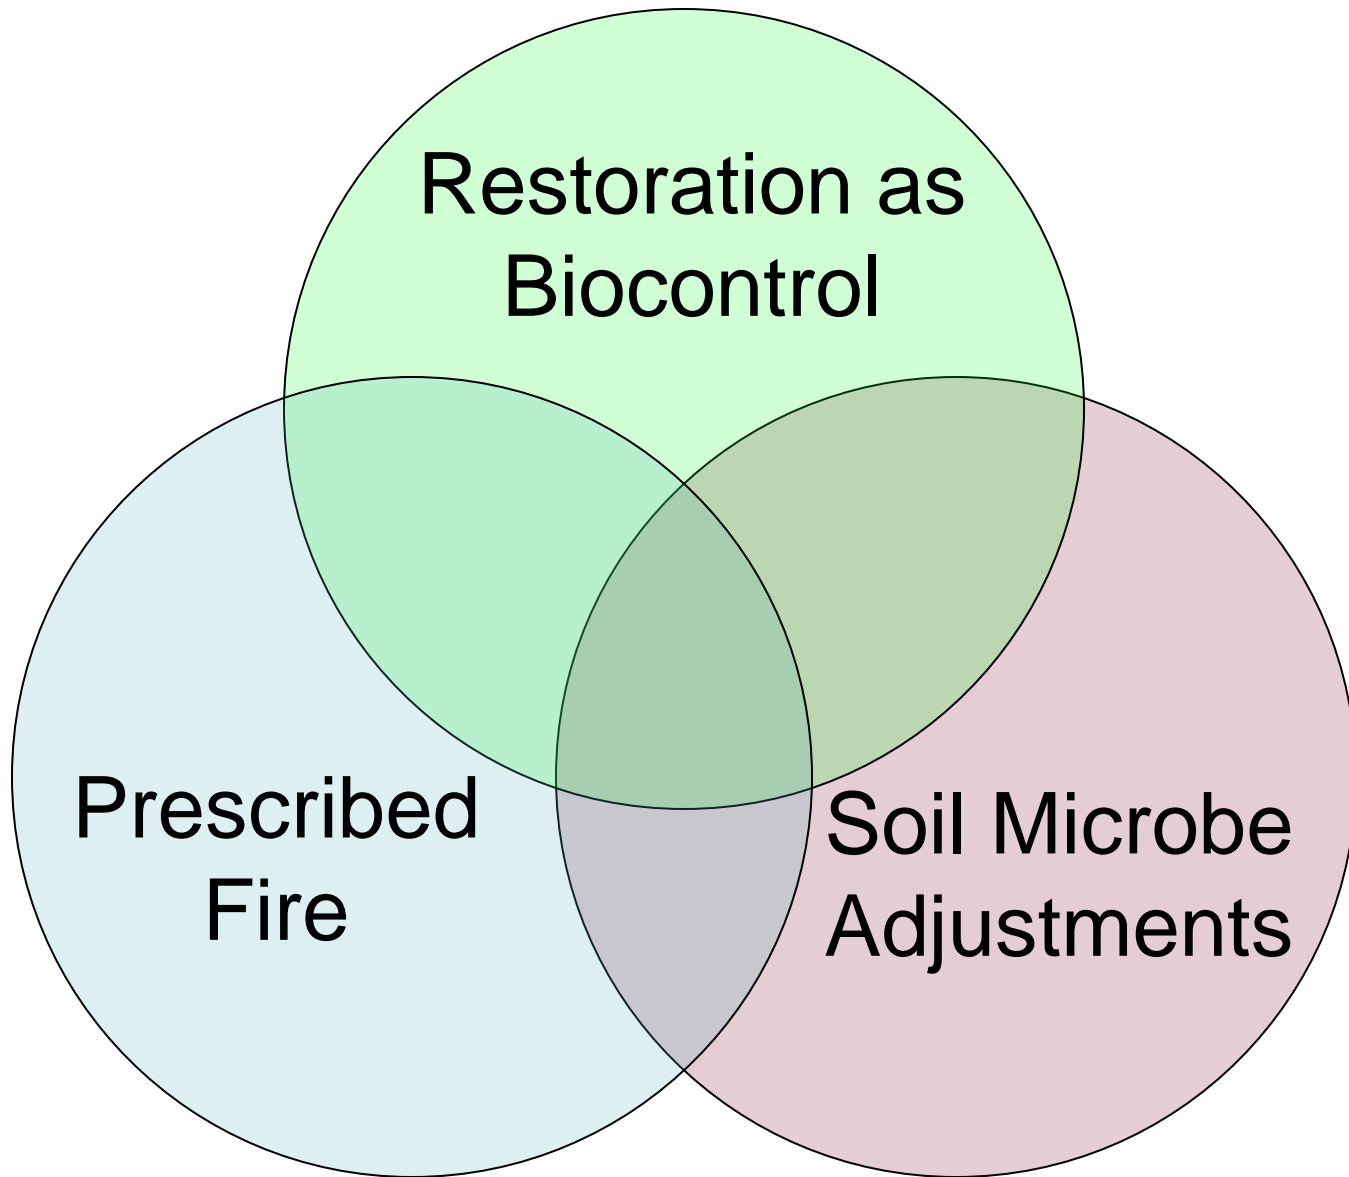 Restoration as
Biocontrol
Prescribed
Fire
Soil Microbe
Adjustments